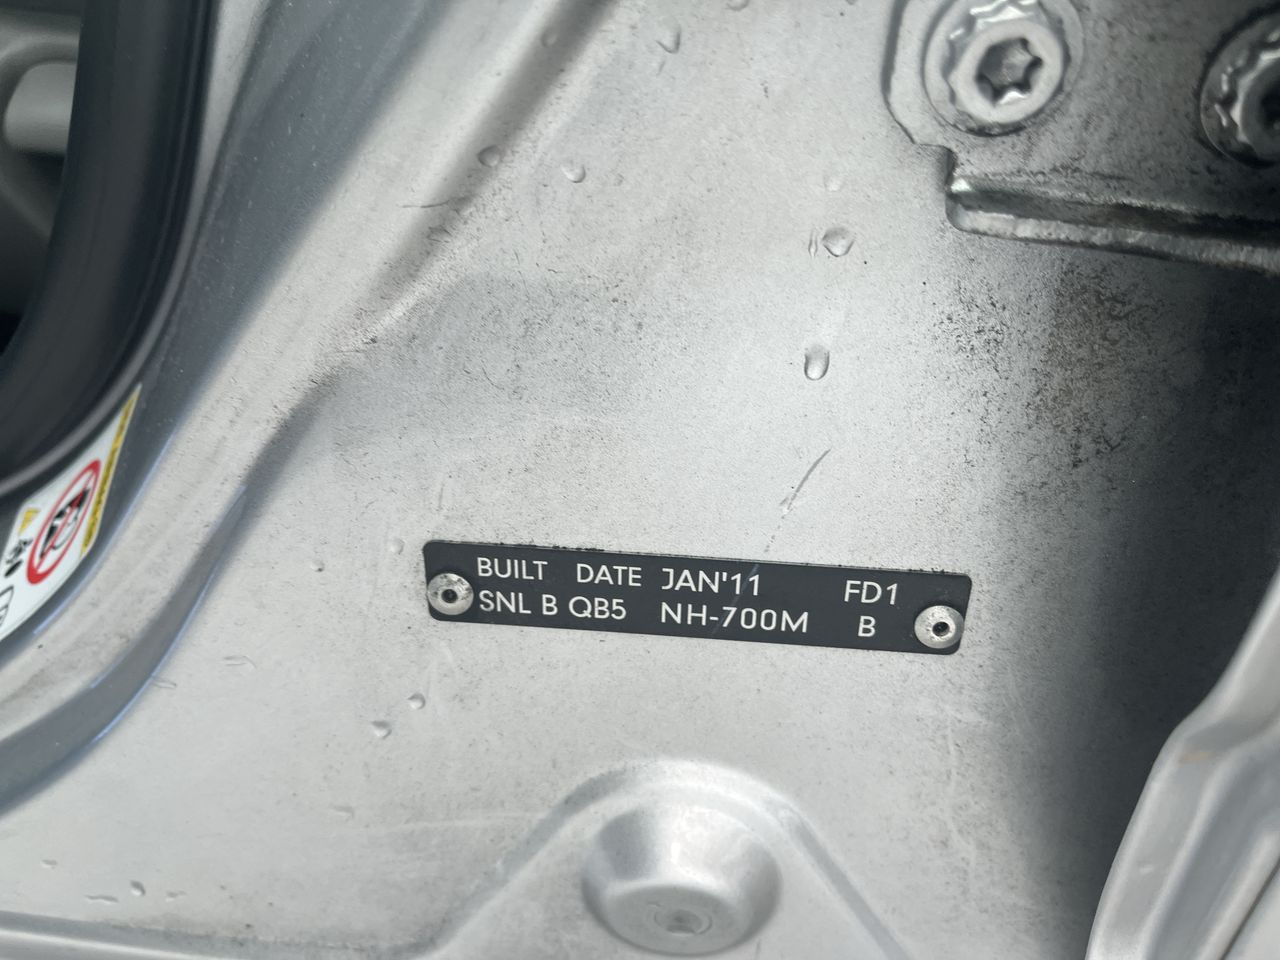 BUILT DATE JAN'11 FD1
SNL B QB5 NH-700M B